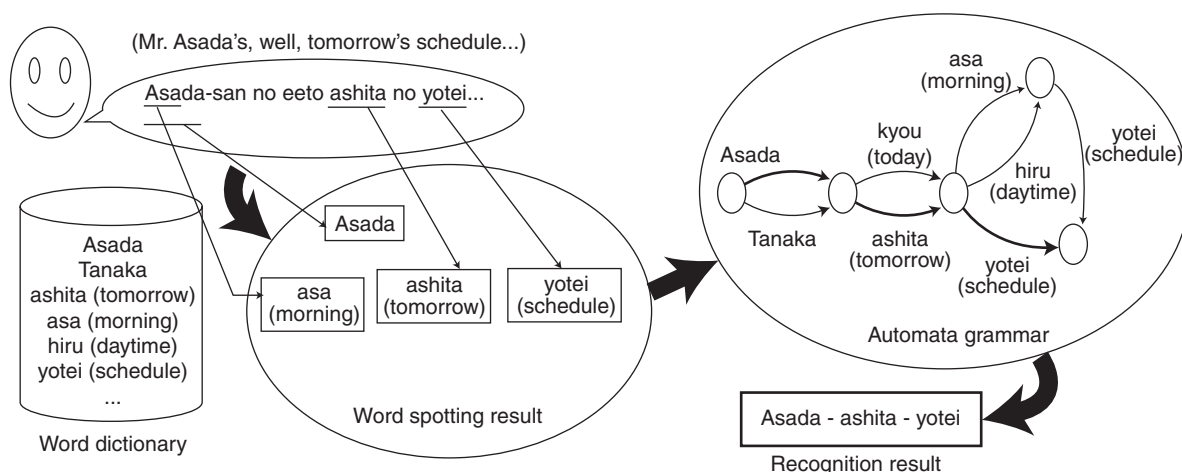 (Mr. Asada's, well, tomorrow's schedule...)
Asada-san no eeto ashita no yotei...
Asada
Tanaka
ashita (tomorrow)
asa (morning)
hiru (daytime)
yotei (schedule)
...
Word dictionary
Asada
asa
(morning)
ashita
(tomorrow)
yotei
(schedule)
Word spotting result
Asada
Tanaka
kyou
(today)
ashita
(tomorrow)
asa
(morning)
hiru
(daytime)
yotei
(schedule)
yotei
(schedule)
Automata grammar
Asada - ashita - yotei
Recognition result